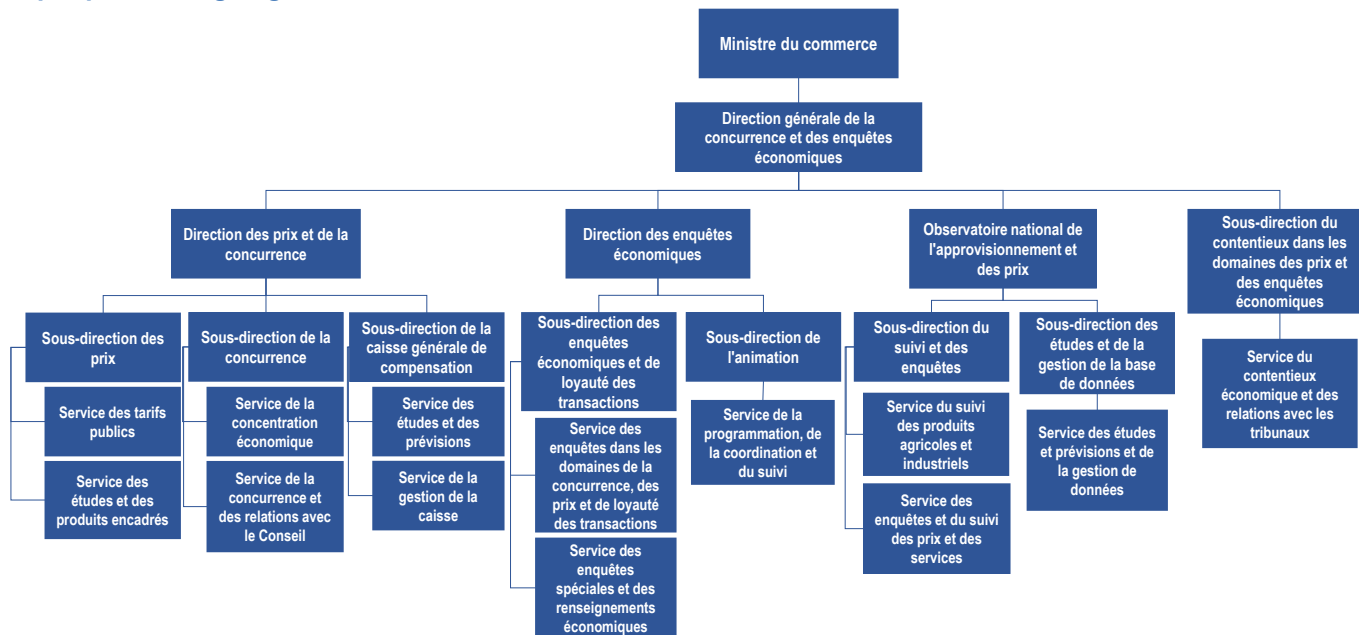 Ministre du commerce
Direction générale de la
concurrence et des enquêtes
économiques
Direction des prix et de la
concurrence
Direction des enquêtes
économiques
Observatoire national de
l'approvisionnement et
des prix
Sous-direction du
contentieux dans les
domaines des prix et
des enquêtes
économiques
Sous-direction des
prix
Sous-direction de la
concurrence
Sous-direction de la
caisse générale de
compensation
Sous-direction des
enquêtes
économiques et de
loyauté des
transactions
Sous-direction de
l'animation
Sous-direction du
suivi et des
enquêtes
Sous-direction des
études et de la
gestion de la base
de données
Service du
contentieux
économique et des
relations avec les
tribunaux
Service des tarifs
publics
Service de la
concentration
économique
Service des
études et des
prévisions
Service des
enquêtes dans les
domaines de la
concurrence, des
prix et de loyauté
des transactions
Service de la
programmation, de
la coordination et
du suivi
Service du suivi
des produits
agricoles et
industriels
Service des études
et prévisions et de
la gestion de
données
Service des
études et des
produits encadrés
Service de la
concurrence et
des relations avec
le Conseil
Service de la
gestion de la
caisse
Service des
enquêtes
spéciales et des
renseignements
économiques
Service des
enquêtes et du suivi
des prix et des
services